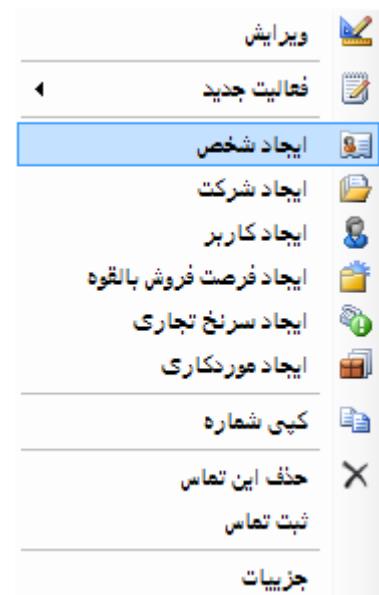 ویرایش
فعالیت جدید
ایجاد شخص
ایجاد شرکت
ایجاد کاربر
ایجاد فرصت فروش بالقوه
ایجاد سرنخ تجاری
ایجاد موردکاری
کپی شماره
حذف این تماس
ثبت تماس
جزییات